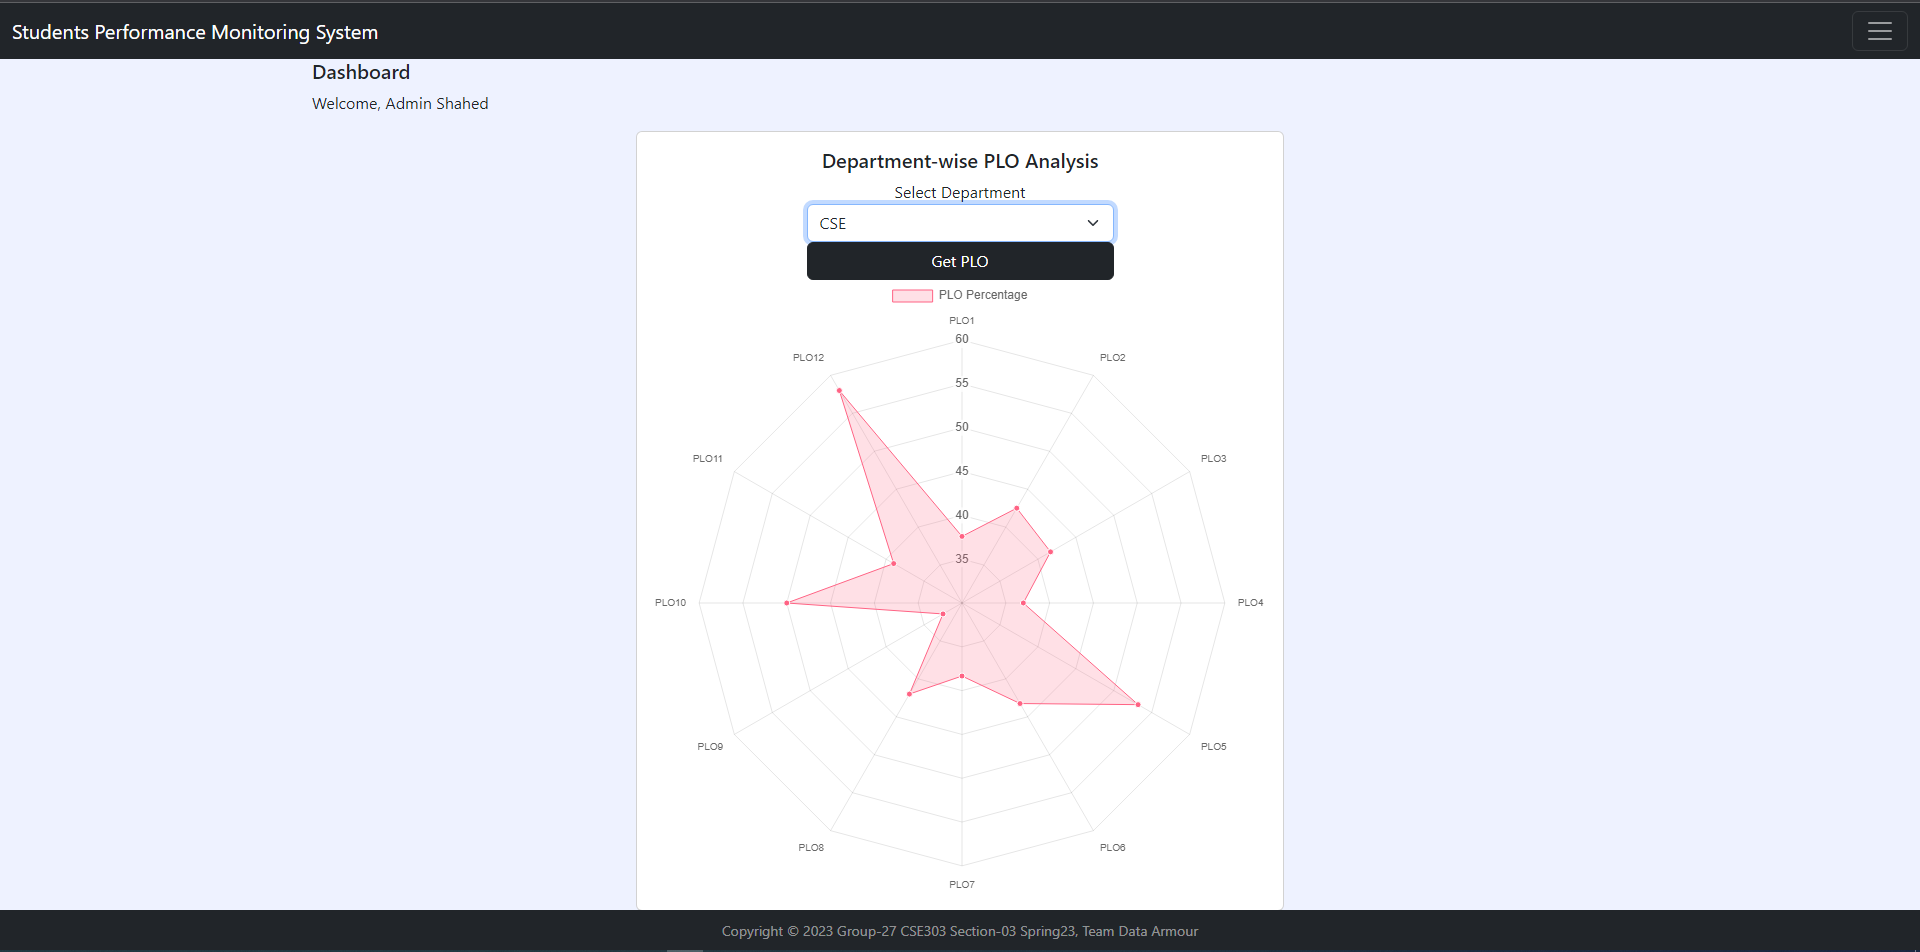 Students Performance Monitoring System
Dashboard
Welcome, Admin Shahed
Department-wise PLO Analysis
Select Department
CSE
Get PLO
PLO Percentage
PLO1
60
PLO12
PLO2
55
50
PLO11
PLO3
45
40
35
PLO10
PLO4
PLO9
PLO5
PLO8
PLO6
PLO7
Copyright © 2023 Group-27 CSE303 Section-03 Spring23, Team Data Armour